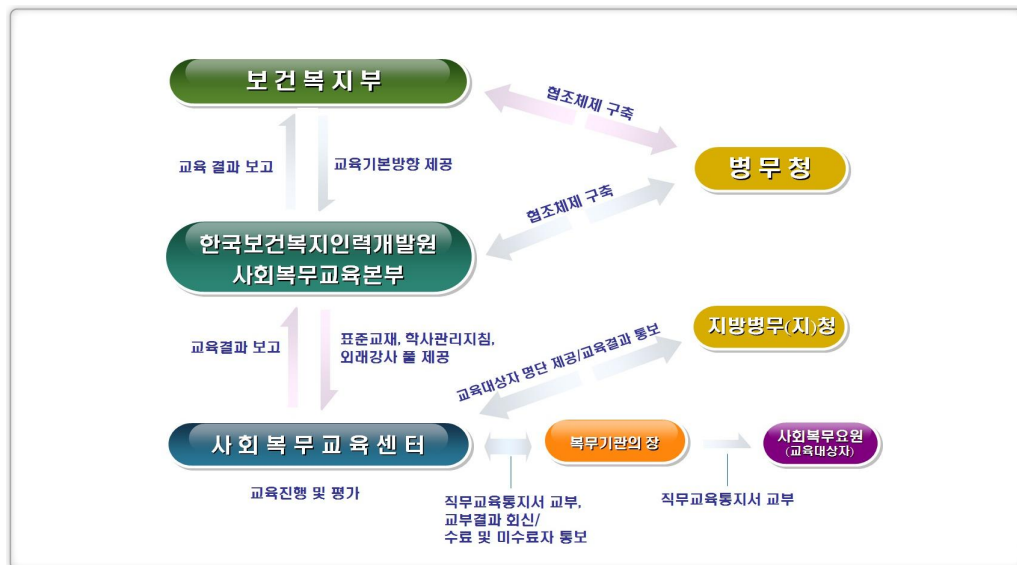 보건복지부
협조체제 구축
교육 결과 보고
교육기본방향 제공
병무청
협조체제 구축
한국보건복지인력개발원
사회복무교육본부
교육결과 보고
표준교재, 학사관리지침,
외래강사 풀 제공
지방병무(지)청
교육대상자 명단 제공/교육결과 통보
사회복무교육센터
복무기관의 장
사회복무요원
(교육대상자)
교육진행 및 평가
직무교육통지서 교부,
교부결과 회신/
수료 및 미수료자 통보
직무교육통지서 교부